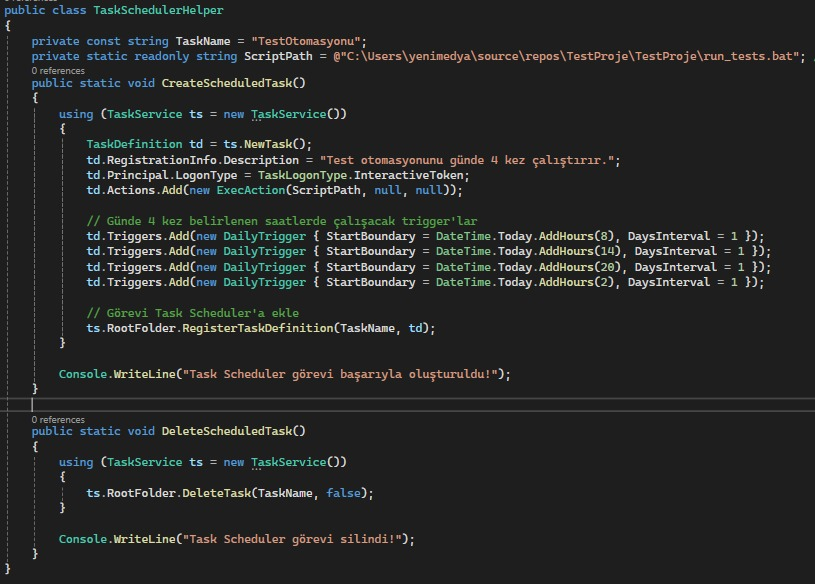 public class TaskSchedulerHelper
{
private const string TaskName = "TestOtomasyonu";
private static readonly string ScriptPath = @"C:\Users\yenimedya\source\repos\TestProje\TestProje\run_tests.bat";
0 references
public static void CreateScheduledTask()
{
using (TaskService ts = new TaskService())
{
TaskDefinition td = ts.NewTask();
td.RegistrationInfo.Description = "Test otomasyonunu günde 4 kez çalıştırır.";
td.Principal.LogonType = TaskLogonType.InteractiveToken;
td.Actions.Add(new ExecAction(ScriptPath, null, null));
// Günde 4 kez belirlenen saatlerde çalışacak trigger'lar
td.Triggers.Add(new DailyTrigger { StartBoundary = DateTime.Today.AddHours(8), DaysInterval = 1 });
td.Triggers.Add(new DailyTrigger { StartBoundary = DateTime.Today.AddHours(14), DaysInterval = 1 });
td.Triggers.Add(new DailyTrigger { StartBoundary = DateTime.Today.AddHours(20), DaysInterval = 1 });
td.Triggers.Add(new DailyTrigger { StartBoundary = DateTime.Today.AddHours(2), DaysInterval = 1 });
// Görevi Task Scheduler'a ekle
ts.RootFolder.RegisterTaskDefinition(TaskName, td);
}
Console.WriteLine("Task Scheduler görevi başarıyla oluşturuldu!");
}
0 references
public static void DeleteScheduledTask()
{
using (TaskService ts = new TaskService())
{
ts.RootFolder.DeleteTask(TaskName, false);
}
Console.WriteLine("Task Scheduler görevi silindi!");
}
}